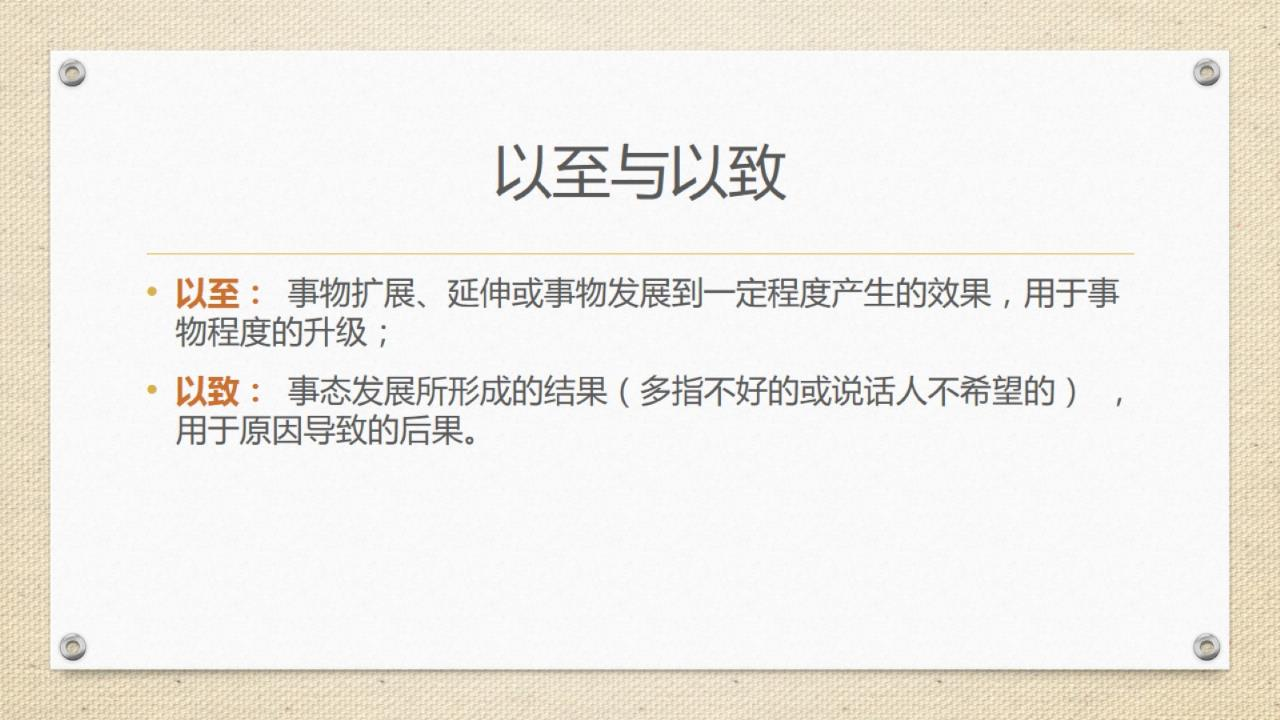 以至与以致
• 以至： 事物扩展、延伸或事物发展到一定程度产生的效果，用于事
物程度的升级；
• 以致： 事态发展所形成的结果（多指不好的或说话人不希望的） ，
用于原因导致的后果。